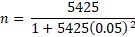 n = 5425 / 1 + 5425(0.05) ²